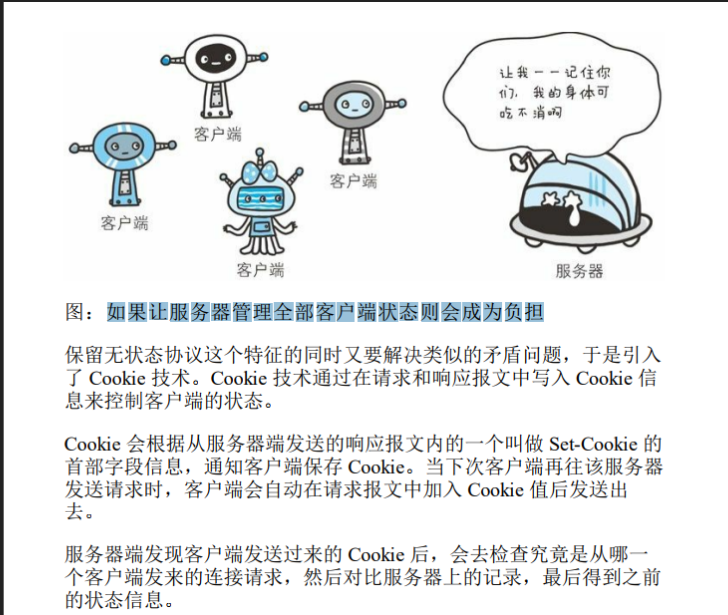 让我一一记住你
们，我的身体可
吃不消啊
客户端
客户端
客户端
客户端
服务器
图：如果让服务器管理全部客户端状态则会成为负担
保留无状态协议这个特征的同时又要解决类似的矛盾问题，于是引入
了 Cookie 技术。Cookie 技术通过在请求和响应报文中写入 Cookie 信
息来控制客户端的状态。
Cookie 会根据从服务器端发送的响应报文内的一个叫做 Set-Cookie 的
首部字段信息，通知客户端保存 Cookie。当下次客户端再往该服务器
发送请求时，客户端会自动在请求报文中加入 Cookie 值后发送出
去。
服务器端发现客户端发送过来的 Cookie 后，会去检查究竟是从哪一
个客户端发来的连接请求，然后对比服务器上的记录，最后得到之前
的状态信息。